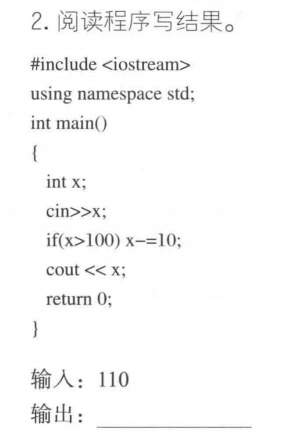 2. 阅读程序写结果。
#include <iostream>
using namespace std;
int main()
{
int x;
cin>>x;
if(x>100) x−=10;
cout << x;
return 0;
}
输入：110
输出：